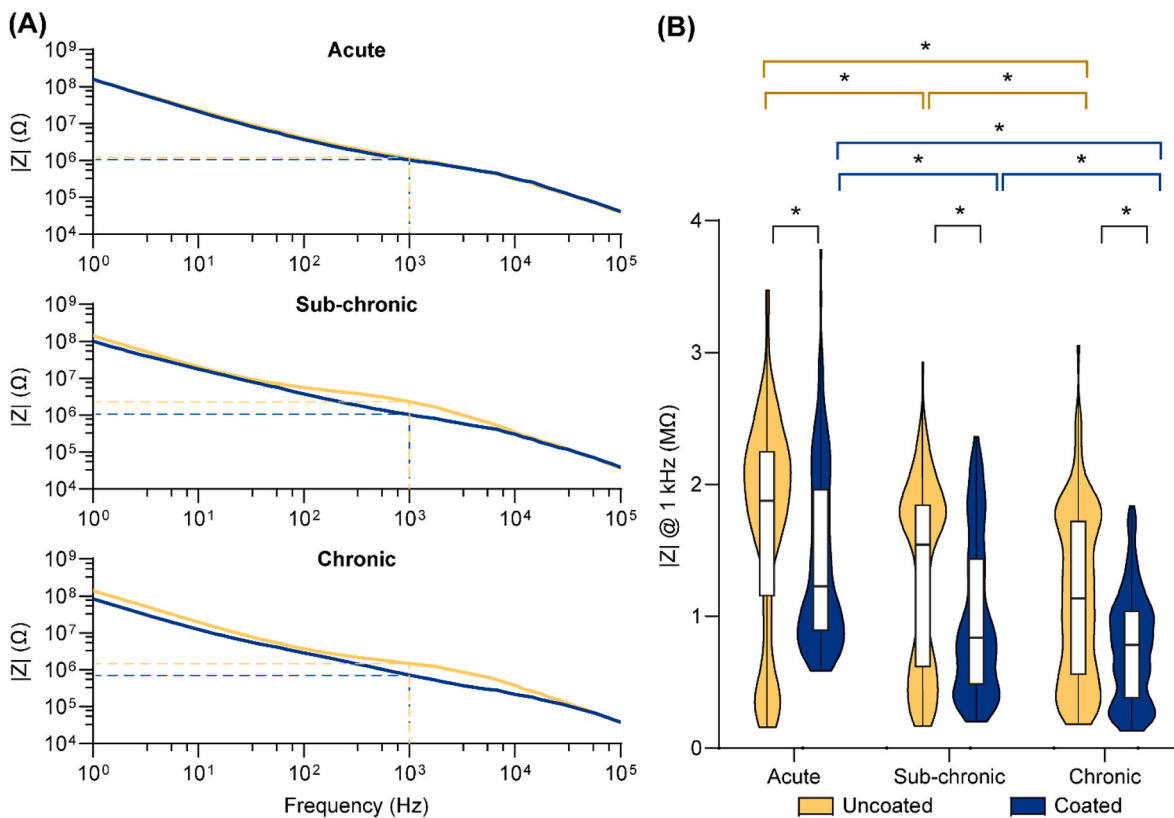 (A)
Acute
10⁹
10⁸
10⁷
10⁶
10⁵
10⁴
|Z| (Ω)
10⁰ 10¹ 10² 10³ 10⁴ 10⁵
Sub-chronic
10⁹
10⁸
10⁷
10⁶
10⁵
10⁴
|Z| (Ω)
10⁰ 10¹ 10² 10³ 10⁴ 10⁵
Chronic
10⁹
10⁸
10⁷
10⁶
10⁵
10⁴
|Z| (Ω)
10⁰ 10¹ 10² 10³ 10⁴ 10⁵
Frequency (Hz)
(B)
*
* *
*
* *
* * *
4
3
2
1
0
|Z| @ 1 kHz (MΩ)
Acute Sub-chronic Chronic
Uncoated Coated